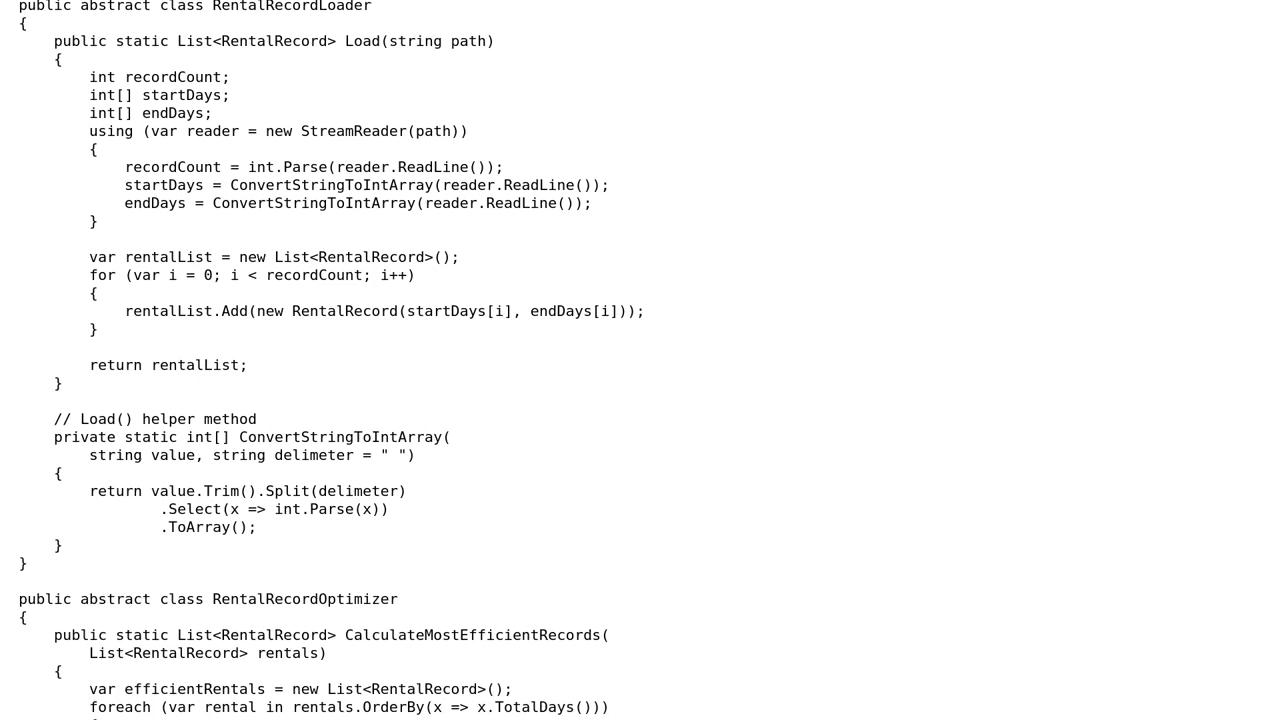 public abstract class RentalRecordLoader
{
    public static List<RentalRecord> Load(string path)
    {
        int recordCount;
        int[] startDays;
        int[] endDays;
        using (var reader = new StreamReader(path))
        {
            recordCount = int.Parse(reader.ReadLine());
            startDays = ConvertStringToIntArray(reader.ReadLine());
            endDays = ConvertStringToIntArray(reader.ReadLine());
        }

        var rentalList = new List<RentalRecord>();
        for (var i = 0; i < recordCount; i++)
        {
            rentalList.Add(new RentalRecord(startDays[i], endDays[i]));
        }

        return rentalList;
    }

    // Load() helper method
    private static int[] ConvertStringToIntArray(
        string value, string delimeter = " ")
    {
        return value.Trim().Split(delimeter)
                .Select(x => int.Parse(x))
                .ToArray();
    }
}

public abstract class RentalRecordOptimizer
{
    public static List<RentalRecord> CalculateMostEfficientRecords(
        List<RentalRecord> rentals)
    {
        var efficientRentals = new List<RentalRecord>();
        foreach (var rental in rentals.OrderBy(x => x.TotalDays()))
        {